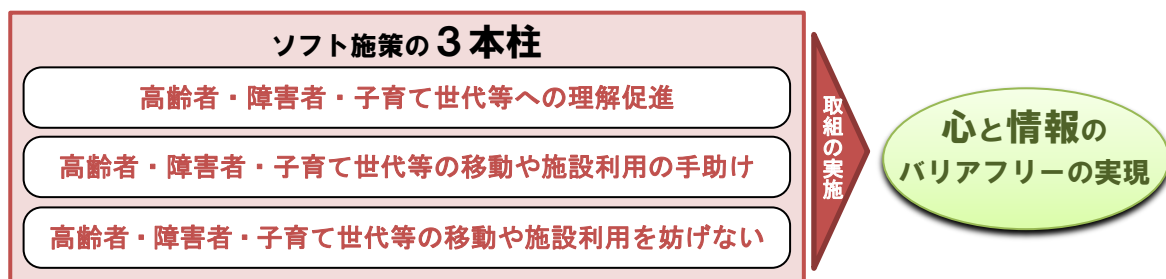 ソフト施策の3本柱
高齢者・障害者・子育て世代等への理解促進
高齢者・障害者・子育て世代等の移動や施設利用の手助け
高齢者・障害者・子育て世代等の移動や施設利用を妨げない
取組の実施
心と情報の
バリアフリーの実現